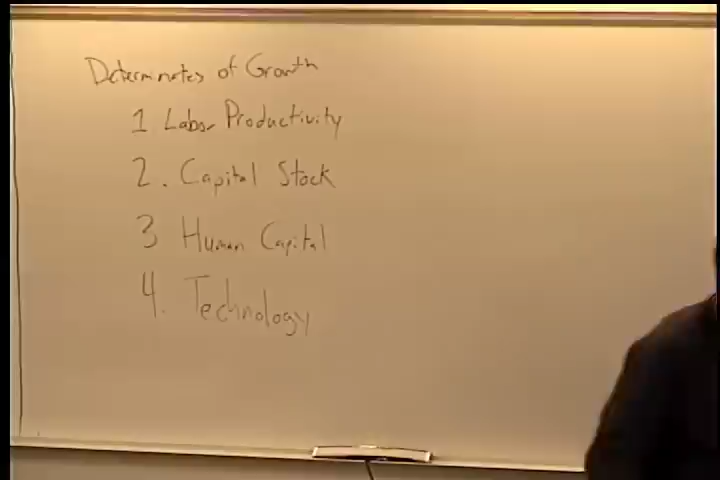 Determinates of Growth
1 Labor Productivity
2. Capital Stock
3 Human Capital
4. Technology